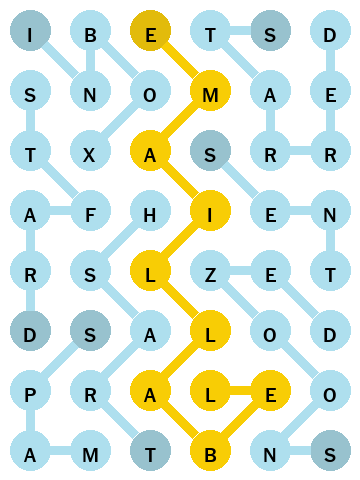 I B E T S D
S N O M A E
T X A S R R
A F H I E N
R S L Z E T
D S A L O D
P R A L E O
A M T B N S